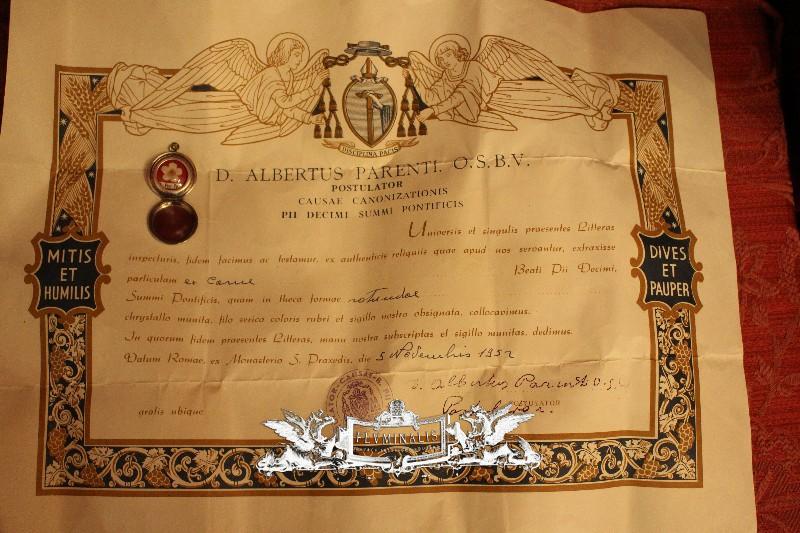 DISCIPLINA PACIS
D. ALBERTUS PARENTI. O.S.B.V.
POSTULATOR
CAUSAE CANONIZATIONIS
PII DECIMI SUMMI PONTIFICIS
Universis et singulis praesentes Litteras
inspecturis, fidem facimus ac testamur, ex authenticis reliquiis quae apud nos servantur, extraxisse
particulam ex Carne Beati Pii Decimi,
Summi Pontificis, quam in theca formae rotundae
chrystallo munita, filo serico coloris rubri et sigillo nostro obsignata, collocavimus.
In quorum fidem praesentes Litteras, manu nostra subscriptas et sigillo munitas, dedimus.
Datum Romae, ex Monasterio S. Praxedis, die 5 Novembris 1952
D. Albertus Parenti
POSTULATOR
gratis ubique
MITIS
ET
HUMILIS
DIVES
ET
PAUPER
FLVMINALIS